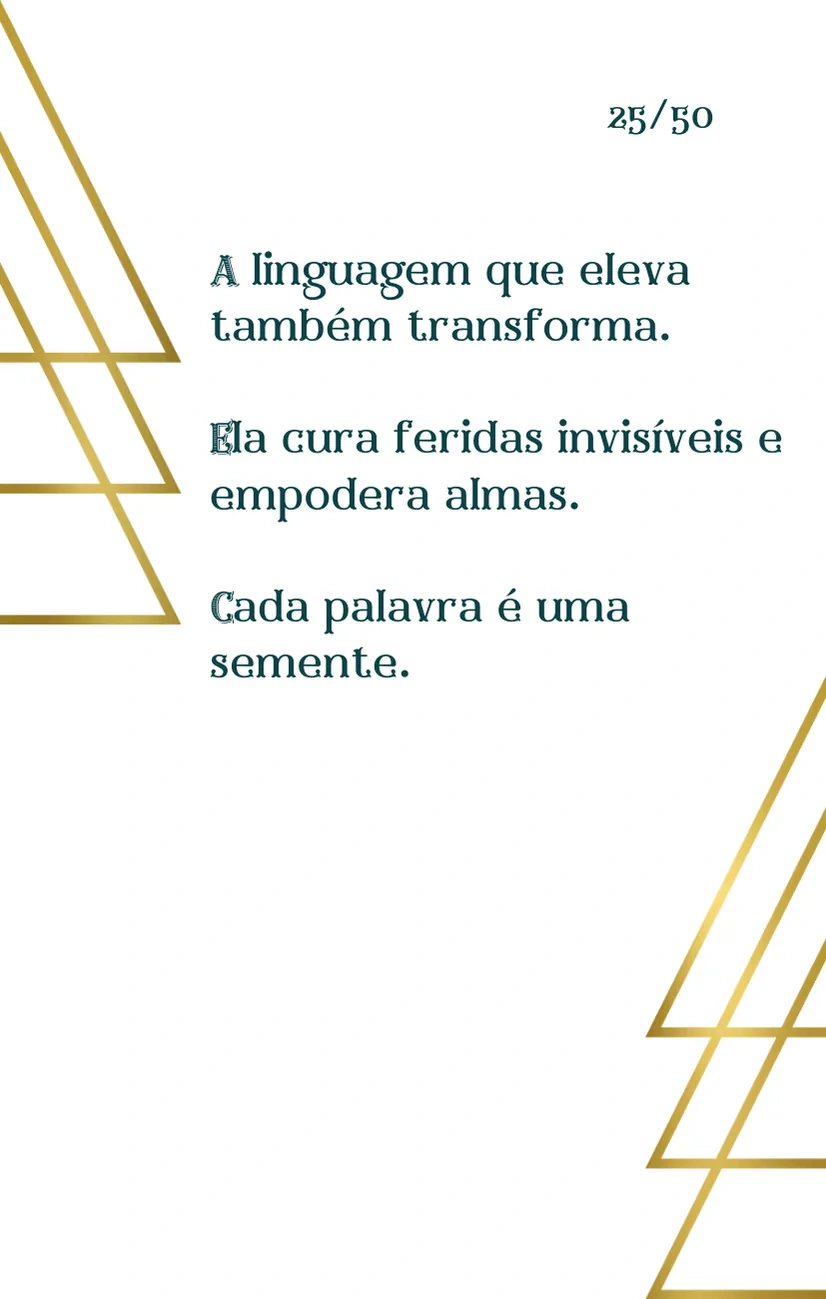 25/50
A linguagem que eleva
também transforma.
Ela cura feridas invisíveis e
empodera almas.
Cada palavra é uma
semente.